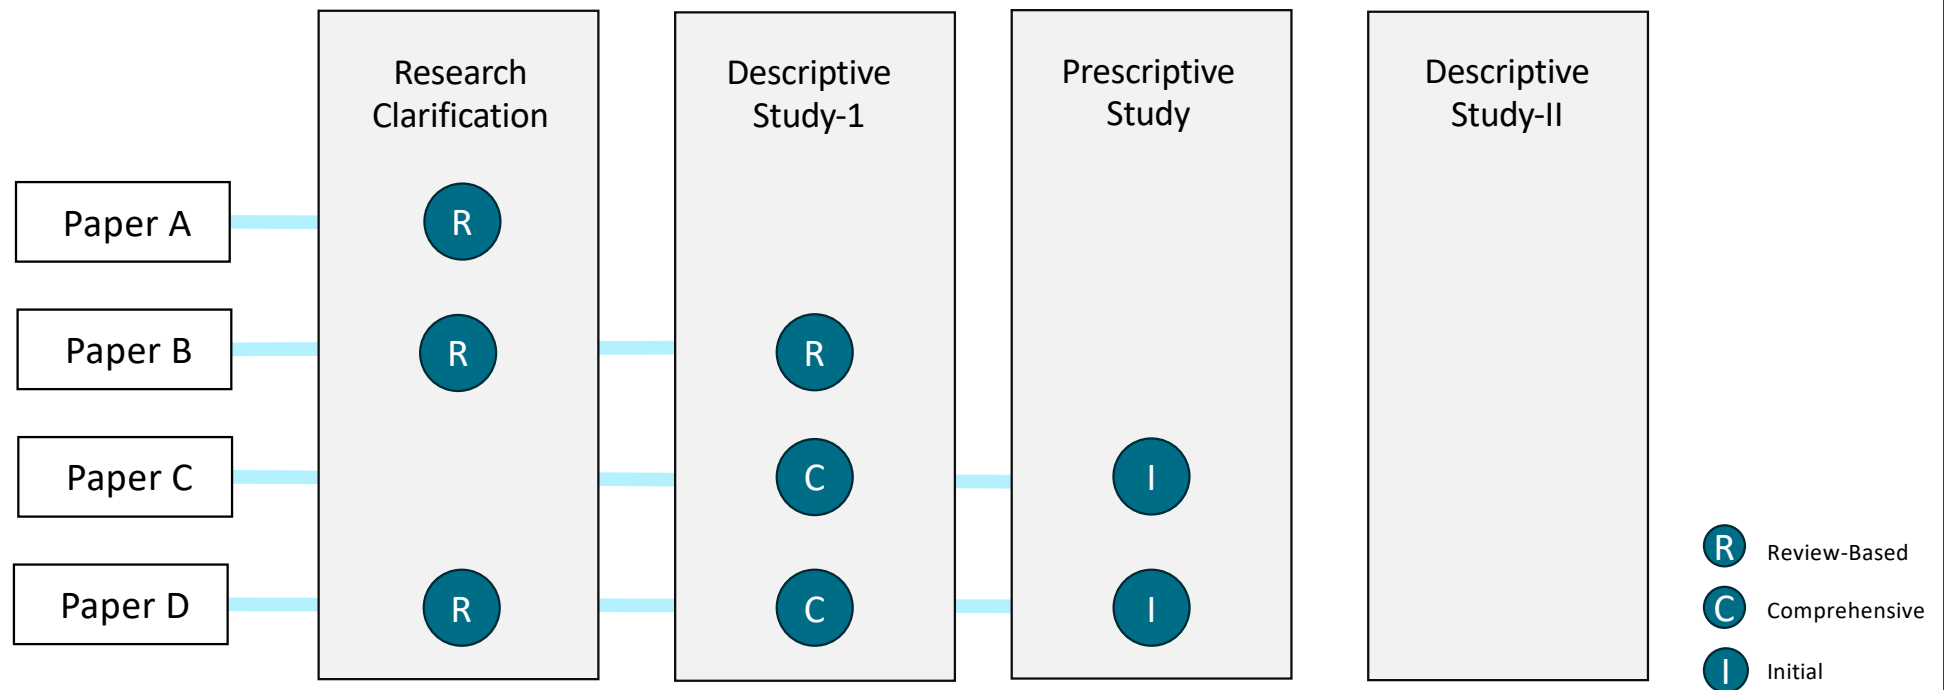 Research
Clarification
Descriptive
Study-1
Prescriptive
Study
Descriptive
Study-II
Paper A
R
Paper B
R
R
Paper C
C
I
Paper D
R
C
I
R Review-Based
C Comprehensive
I Initial